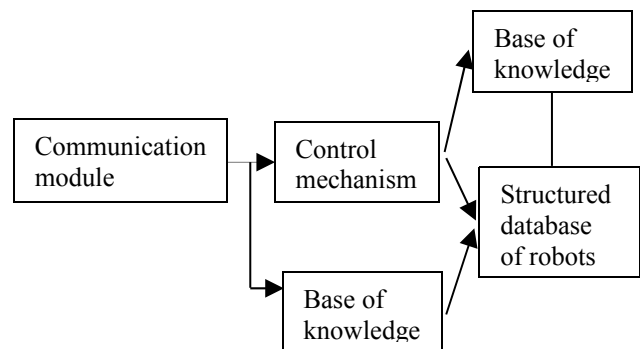 Base of
knowledge
Communication
module
Control
mechanism
Structured
database
of robots
Base of
knowledge